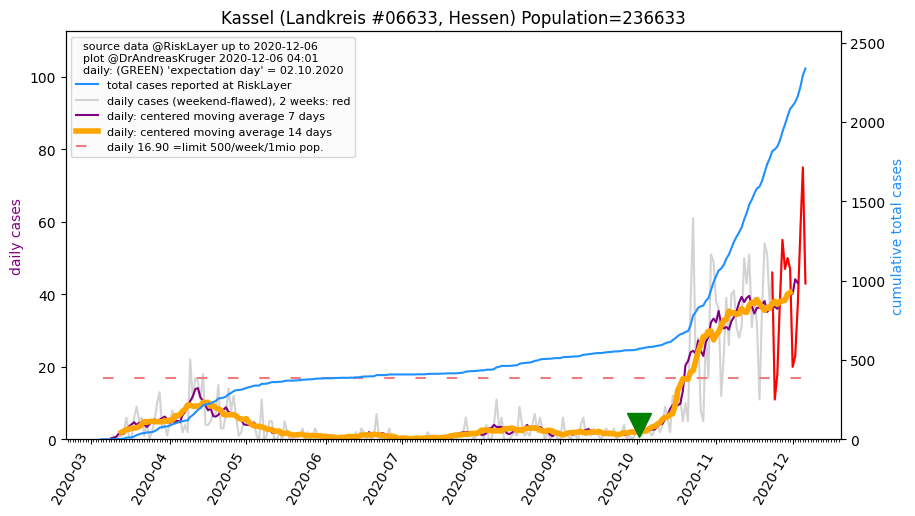 Kassel (Landkreis #06633, Hessen) Population=236633
source data @RiskLayer up to 2020-12-06
plot @DrAndreasKruger 2020-12-06 04:01
daily: (GREEN) 'expectation day' = 02.10.2020
total cases reported at RiskLayer
daily cases (weekend-flawed), 2 weeks: red
daily: centered moving average 7 days
daily: centered moving average 14 days
daily 16.90 =limit 500/week/1mio pop.
daily cases
100
80
60
40
20
0
cumulative total cases
2500
2000
1500
1000
500
0
2020-03
2020-04
2020-05
2020-06
2020-07
2020-08
2020-09
2020-10
2020-11
2020-12